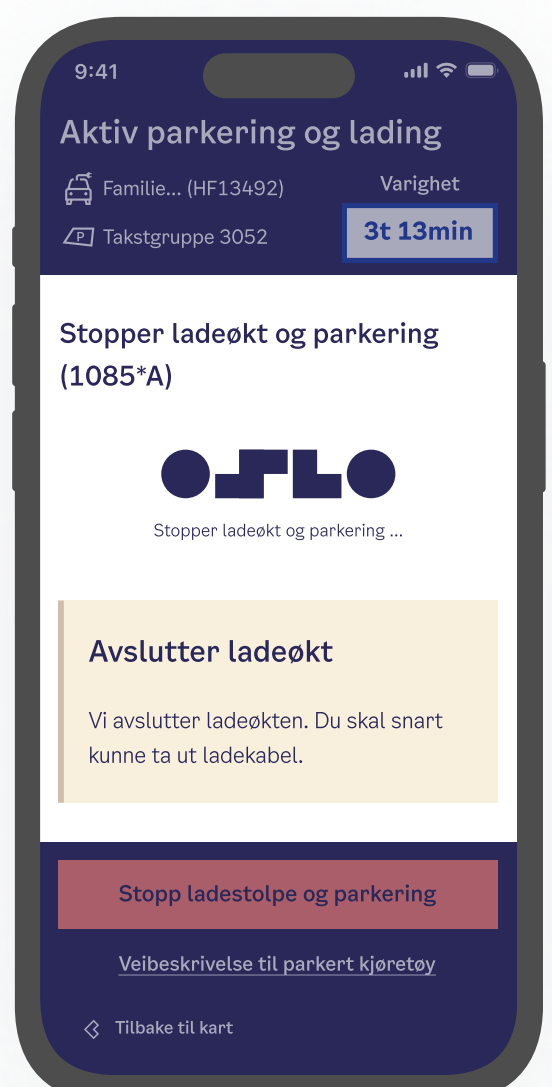 9:41
Aktiv parkering og lading
Familie... (HF13492)
Varighet
Takstgruppe 3052
3t 13min
Stopper ladeøkt og parkering
(1085*A)
OSLO
Stopper ladeøkt og parkering ...
Avslutter ladeøkt
Vi avslutter ladeøkten. Du skal snart
kunne ta ut ladekabel.
Stopp ladestolpe og parkering
Veibeskrivelse til parkert kjøretøy
Tilbake til kart